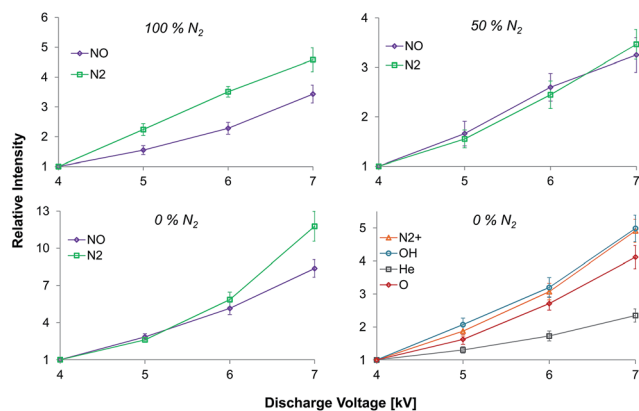 100 % N2
NO
N2
5
4
3
2
1
4 5 6 7
50 % N2
NO
N2
4
3
2
1
4 5 6 7
Relative Intensity
0 % N2
NO
N2
13
10
7
4
1
4 5 6 7
0 % N2
N2+
OH
He
O
5
4
3
2
1
4 5 6 7
Discharge Voltage [kV]